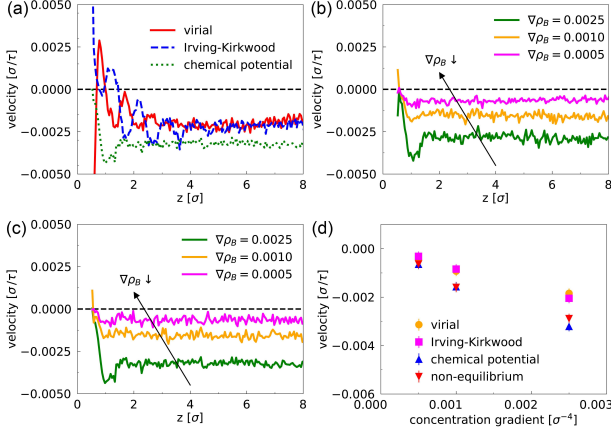 (a)
0.0050
0.0025
0.0000
−0.0025
−0.0050
velocity [σ/τ]
virial
Irving-Kirkwood
chemical potential
0 2 4 6 8
z [σ]
(b)
0.0050
0.0025
0.0000
−0.0025
−0.0050
velocity [σ/τ]
∇ρB = 0.0025
∇ρB = 0.0010
∇ρB = 0.0005
∇ρB ↓
0 2 4 6 8
z [σ]
(c)
0.0050
0.0025
0.0000
−0.0025
−0.0050
velocity [σ/τ]
∇ρB = 0.0025
∇ρB = 0.0010
∇ρB = 0.0005
∇ρB ↓
0 2 4 6 8
z [σ]
(d)
0.000
−0.002
−0.004
−0.006
velocity [σ/τ]
virial
Irving-Kirkwood
chemical potential
non-equilibrium
0.000 0.001 0.002 0.003
concentration gradient [σ−4]